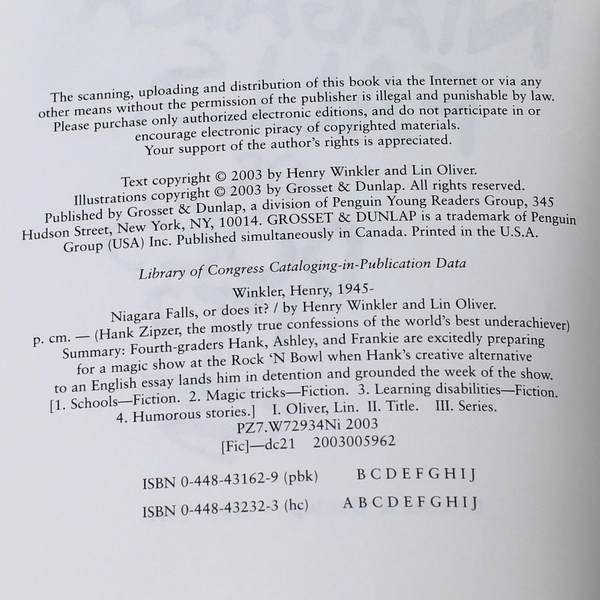 The scanning, uploading and distribution of this book via the Internet or via any
other means without the permission of the publisher is illegal and punishable by law.
Please purchase only authorized electronic editions, and do not participate in or
encourage electronic piracy of copyrighted materials.
Your support of the author's rights is appreciated.
Text copyright © 2003 by Henry Winkler and Lin Oliver.
Illustrations copyright © 2003 by Grosset & Dunlap. All rights reserved.
Published by Grosset & Dunlap, a division of Penguin Young Readers Group, 345
Hudson Street, New York, NY, 10014. GROSSET & DUNLAP is a trademark of Penguin
Group (USA) Inc. Published simultaneously in Canada. Printed in the U.S.A.
Library of Congress Cataloging-in-Publication Data
Winkler, Henry, 1945-
Niagara Falls, or does it? / by Henry Winkler and Lin Oliver.
p. cm. — (Hank Zipzer, the mostly true confessions of the world's best underachiever)
Summary: Fourth-graders Hank, Ashley, and Frankie are excitedly preparing
for a magic show at the Rock 'N Bowl when Hank's creative alternative
to an English essay lands him in detention and grounded the week of the show.
[1. Schools—Fiction. 2. Magic tricks—Fiction. 3. Learning disabilities—Fiction.
4. Humorous stories.] I. Oliver, Lin. II. Title. III. Series.
PZ7.W72934Ni 2003
[Fic]—dc21 2003005962
ISBN 0-448-43162-9 (pbk) B C D E F G H I J
ISBN 0-448-43232-3 (hc) A B C D E F G H I J